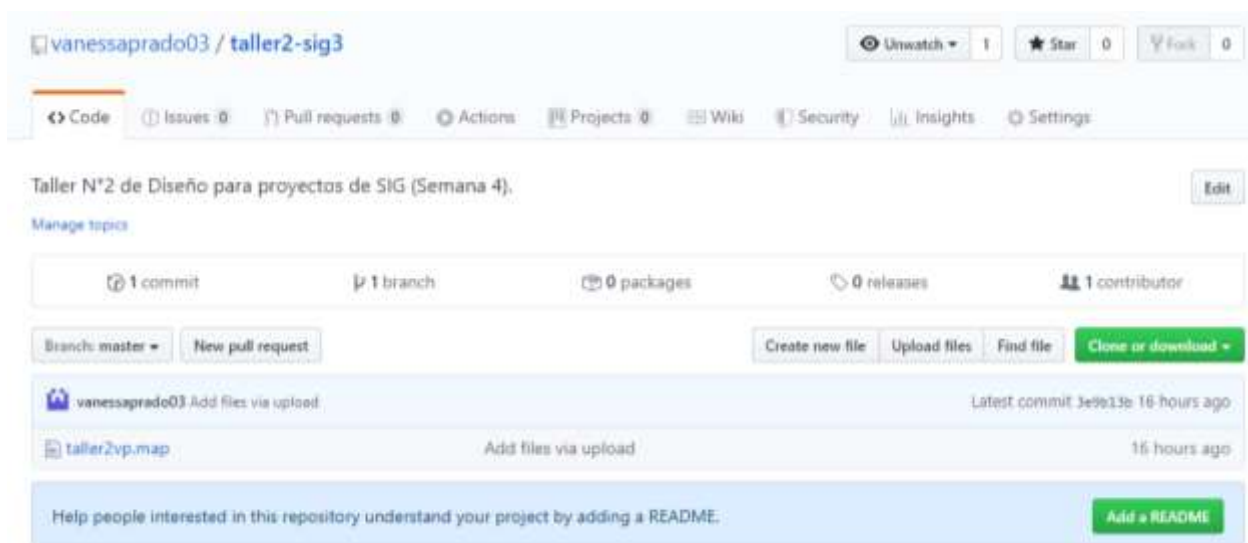 vanessaprado03 / taller2-sig3 Unwatch 1 Star 0 Fork 0
Code Issues 0 Pull requests 0 Actions Projects 0 Wiki Security Insights Settings
Taller N°2 de Diseño para proyectos de SIG (Semana 4). Edit
Manage topics
1 commit 1 branch 0 packages 0 releases 1 contributor
Branch: master New pull request Create new file Upload files Find file Clone or download
vanessaprado03 Add files via upload Latest commit 3e9b13b 16 hours ago
taller2vp.map Add files via upload 16 hours ago
Help people interested in this repository understand your project by adding a README. Add a README